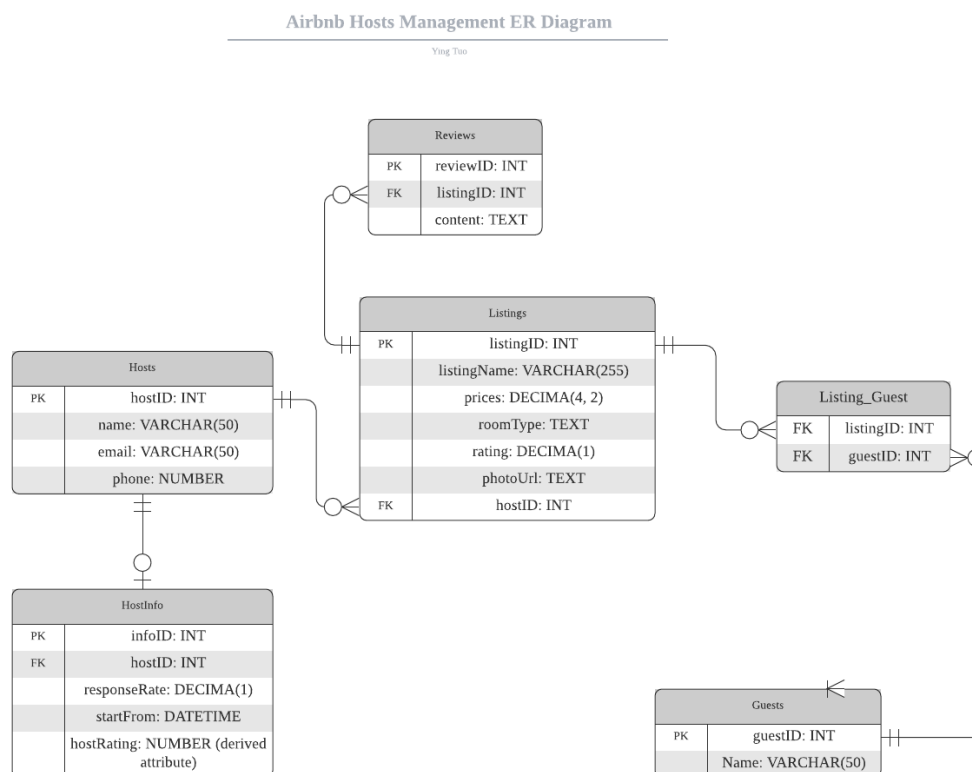 Airbnb Hosts Management ER Diagram
Ying Tuo
Reviews
PK reviewID: INT
FK listingID: INT
content: TEXT
Listings
PK listingID: INT
listingName: VARCHAR(255)
prices: DECIMA(4, 2)
roomType: TEXT
rating: DECIMA(1)
photoUrl: TEXT
FK hostID: INT
Hosts
PK hostID: INT
name: VARCHAR(50)
email: VARCHAR(50)
phone: NUMBER
Listing_Guest
FK listingID: INT
FK guestID: INT
HostInfo
PK infoID: INT
FK hostID: INT
responseRate: DECIMA(1)
startFrom: DATETIME
hostRating: NUMBER (derived
attribute)
Guests
PK guestID: INT
Name: VARCHAR(50)